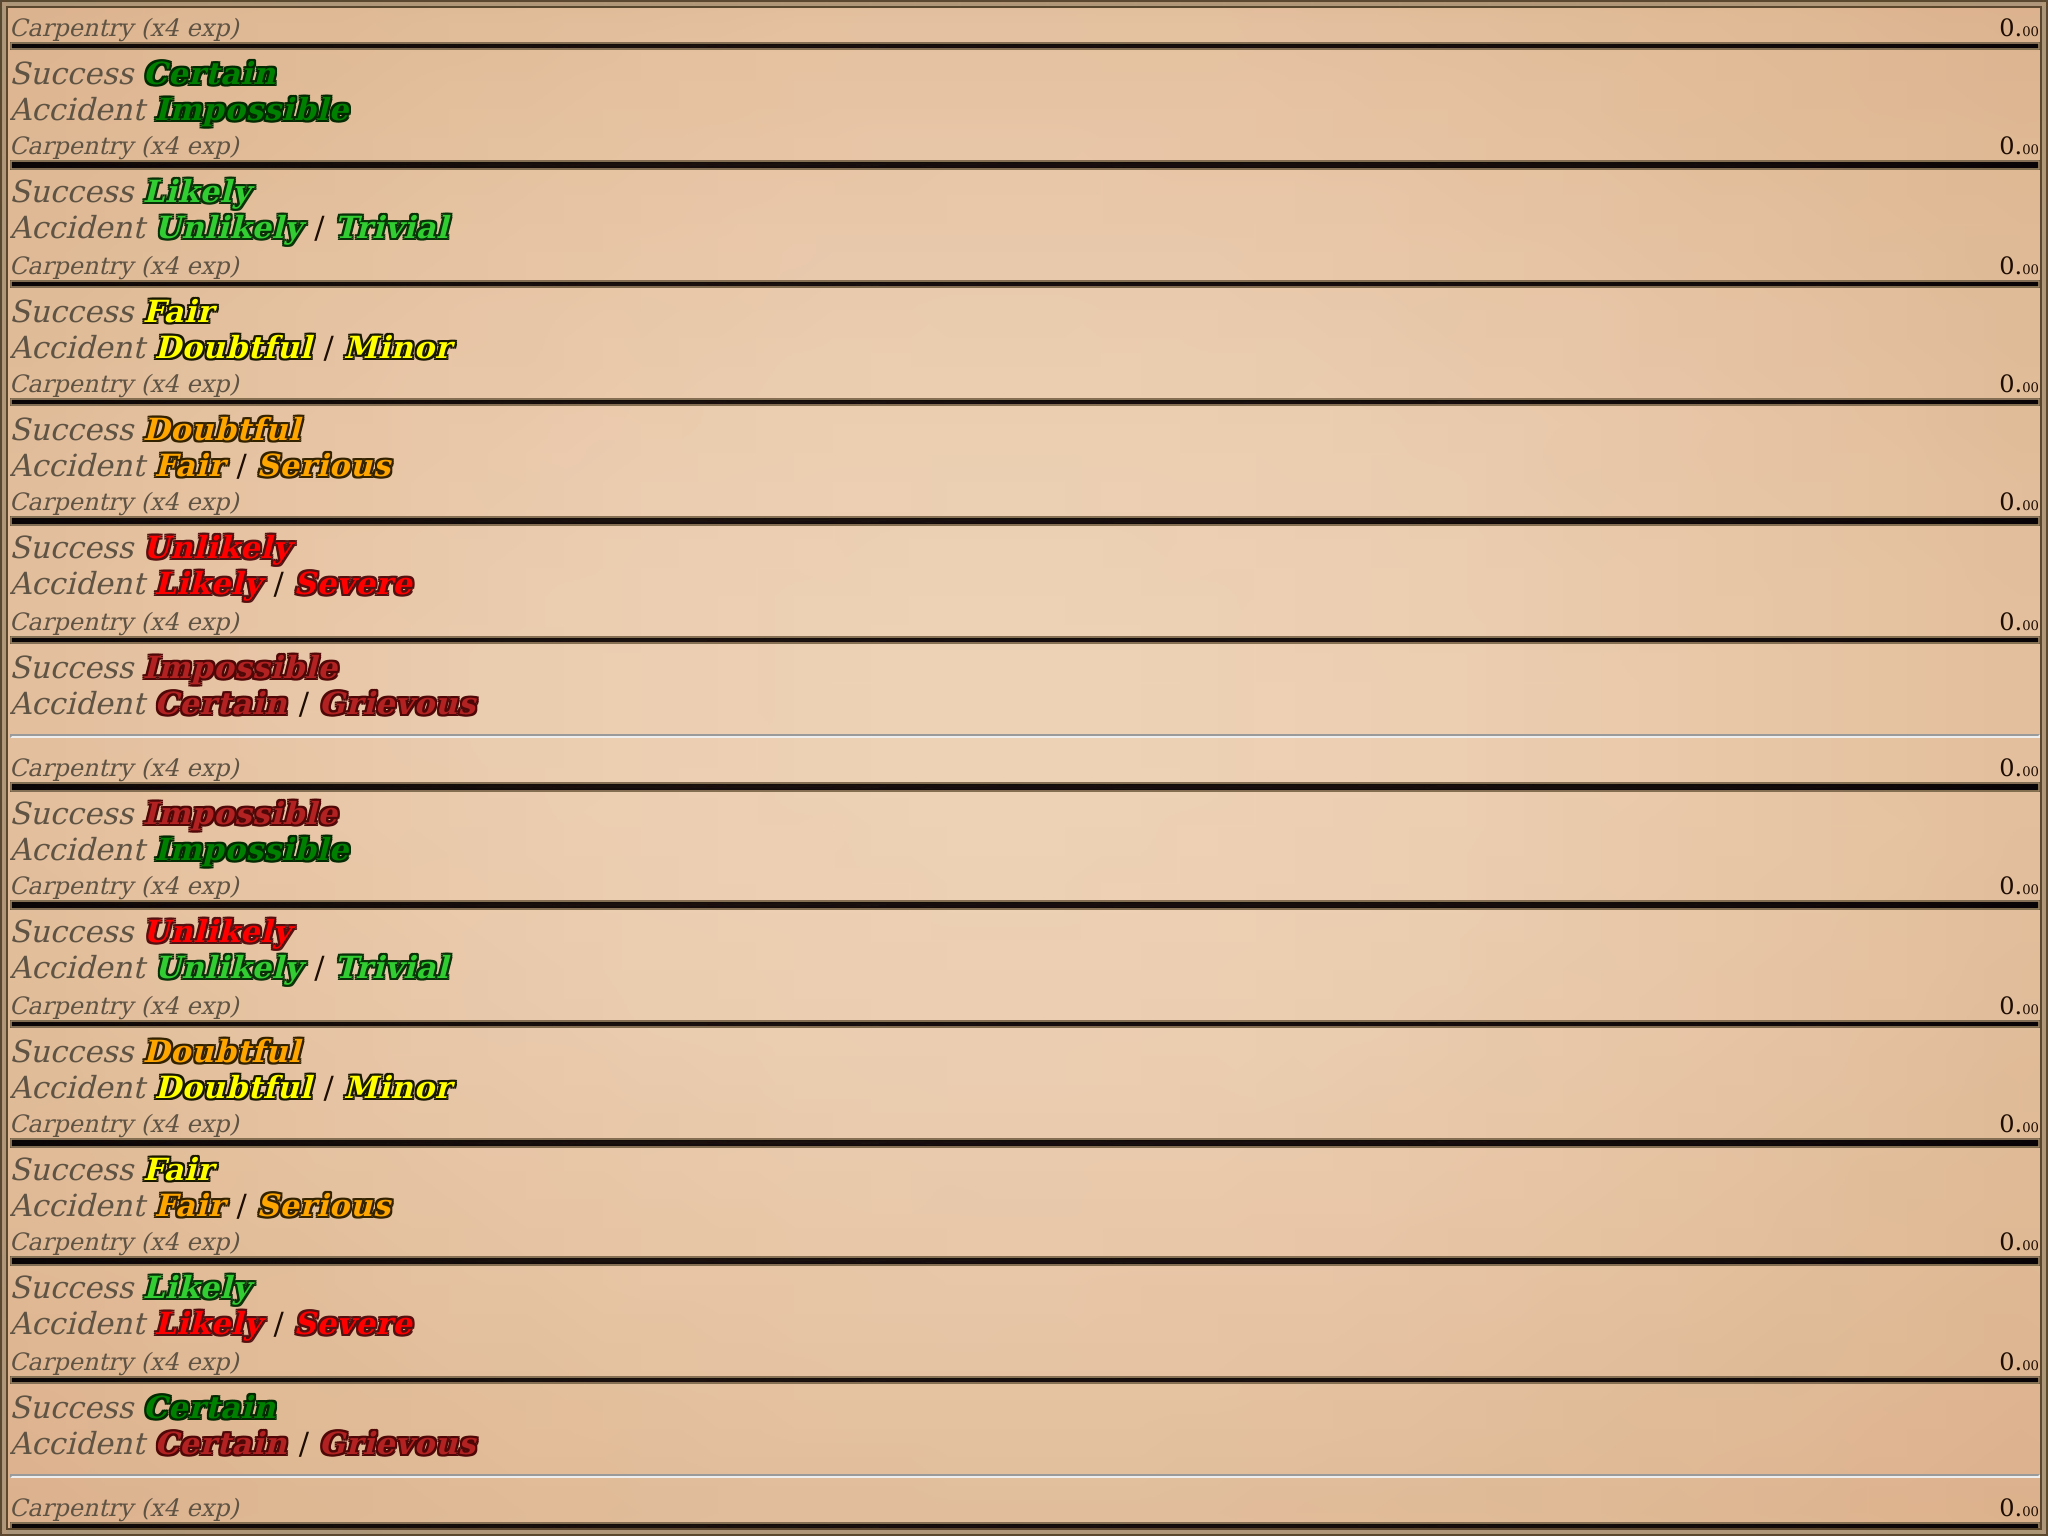 Carpentry (x4 exp) 0.00
Success Certain
Accident Impossible
Carpentry (x4 exp) 0.00
Success Likely
Accident Unlikely / Trivial
Carpentry (x4 exp) 0.00
Success Fair
Accident Doubtful / Minor
Carpentry (x4 exp) 0.00
Success Doubtful
Accident Fair / Serious
Carpentry (x4 exp) 0.00
Success Unlikely
Accident Likely / Severe
Carpentry (x4 exp) 0.00
Success Impossible
Accident Certain / Grievous
Carpentry (x4 exp) 0.00
Success Impossible
Accident Impossible
Carpentry (x4 exp) 0.00
Success Unlikely
Accident Unlikely / Trivial
Carpentry (x4 exp) 0.00
Success Doubtful
Accident Doubtful / Minor
Carpentry (x4 exp) 0.00
Success Fair
Accident Fair / Serious
Carpentry (x4 exp) 0.00
Success Likely
Accident Likely / Severe
Carpentry (x4 exp) 0.00
Success Certain
Accident Certain / Grievous
Carpentry (x4 exp) 0.00